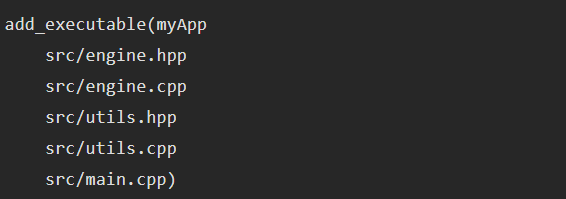 add_executable(myApp
    src/engine.hpp
    src/engine.cpp
    src/utils.hpp
    src/utils.cpp
    src/main.cpp)